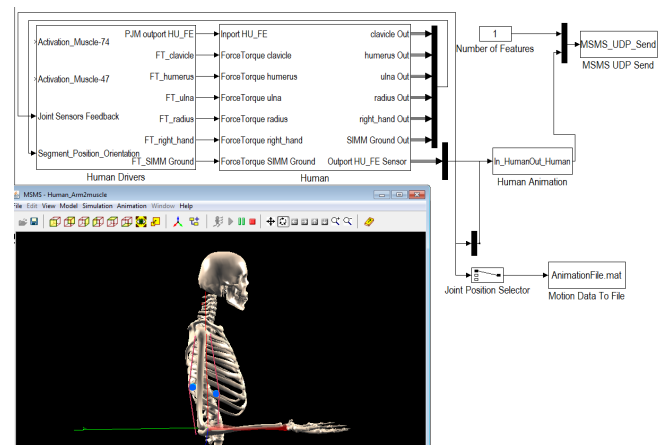 Activation_Muscle-74
Activation_Muscle-47
Joint Sensors Feedback
Segment_Position_Orientation
PJM outport HU_FE
FT_clavicle
FT_humerus
FT_ulna
FT_radius
FT_right_hand
FT_SIMM Ground
Human Drivers
Inport HU_FE
ForceTorque clavicle
ForceTorque humerus
ForceTorque ulna
ForceTorque radius
ForceTorque right_hand
ForceTorque SIMM Ground
clavicle Out
humerus Out
ulna Out
radius Out
right_hand Out
SIMM Ground Out
Outport HU_FE Sensor
Human
1
Number of Features
MSMS_UDP_Send
MSMS UDP Send
In_HumanOut_Human
Human Animation
Joint Position Selector
AnimationFile.mat
Motion Data To File
MSMS - Human_Arm2muscle
File Edit View Model Simulation Animation Window Help